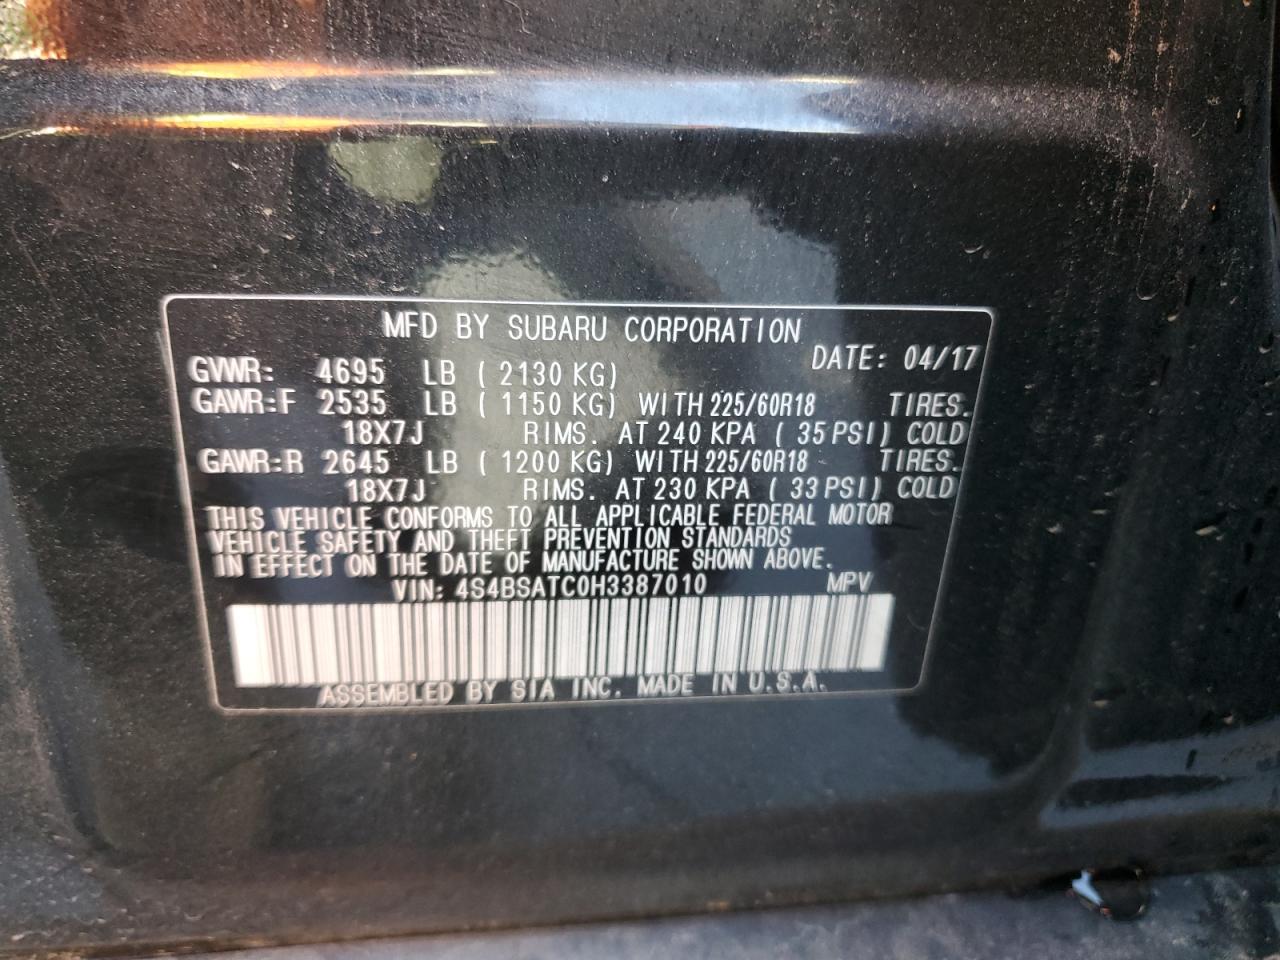 MFD BY SUBARU CORPORATION
DATE: 04/17
GVWR: 4695 LB ( 2130 KG)
GAWR:F 2535 LB ( 1150 KG) WITH 225/60R18 TIRES.
18X7J RIMS. AT 240 KPA ( 35 PSI) COLD
GAWR:R 2645 LB ( 1200 KG) WITH 225/60R18 TIRES.
18X7J RIMS. AT 230 KPA ( 33 PSI) COLD
THIS VEHICLE CONFORMS TO ALL APPLICABLE FEDERAL MOTOR
VEHICLE SAFETY AND THEFT PREVENTION STANDARDS
IN EFFECT ON THE DATE OF MANUFACTURE SHOWN ABOVE.
VIN: 4S4BSATC0H3387010 MPV
ASSEMBLED BY SIA INC. MADE IN U.S.A.